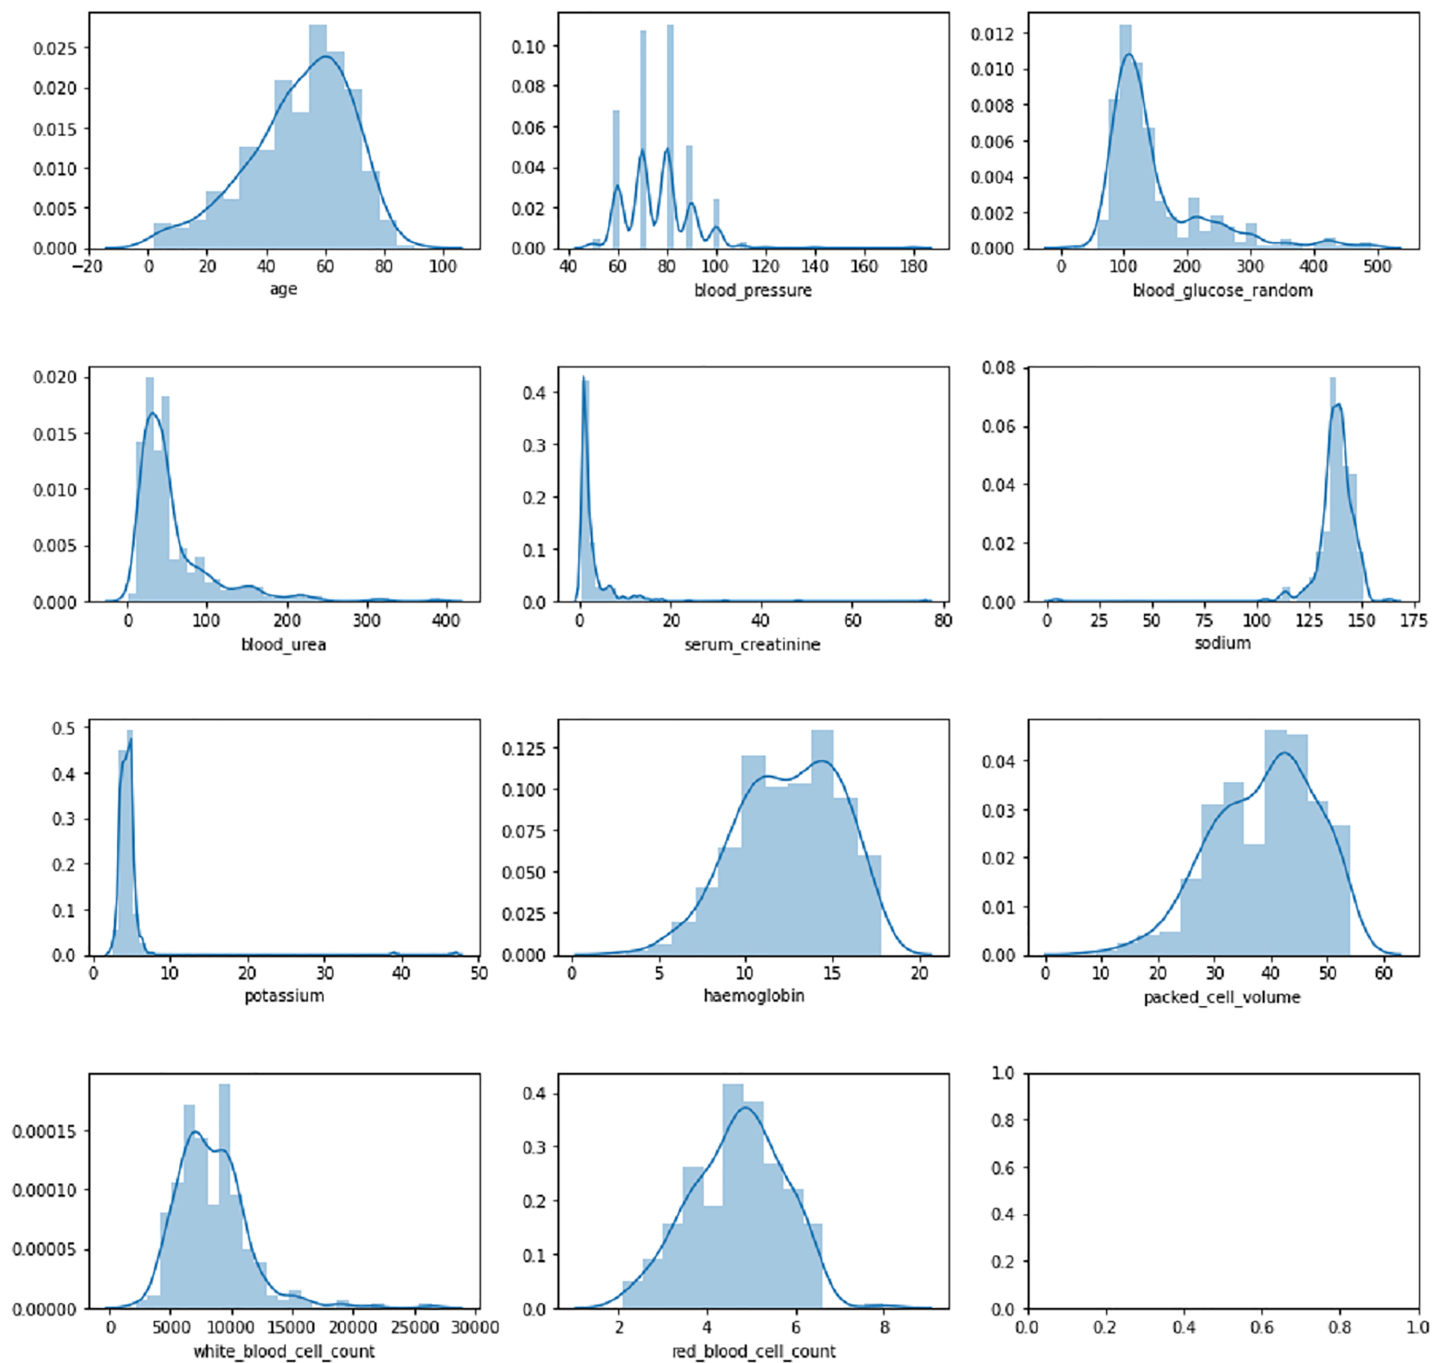 0.025
0.020
0.015
0.010
0.005
0.000
−20 0 20 40 60 80 100
age
0.10
0.08
0.06
0.04
0.02
0.00
40 60 80 100 120 140 160 180
blood_pressure
0.012
0.010
0.008
0.006
0.004
0.002
0.000
0 100 200 300 400 500
blood_glucose_random
0.020
0.015
0.010
0.005
0.000
0 100 200 300 400
blood_urea
0.4
0.3
0.2
0.1
0.0
0 20 40 60 80
serum_creatinine
0.08
0.06
0.04
0.02
0.00
0 25 50 75 100 125 150 175
sodium
0.5
0.4
0.3
0.2
0.1
0.0
0 10 20 30 40 50
potassium
0.125
0.100
0.075
0.050
0.025
0.000
0 5 10 15 20
haemoglobin
0.04
0.03
0.02
0.01
0.00
0 10 20 30 40 50 60
packed_cell_volume
0.00015
0.00010
0.00005
0.00000
0 5000 10000 15000 20000 25000 30000
white_blood_cell_count
0.4
0.3
0.2
0.1
0.0
2 4 6 8
red_blood_cell_count
1.0
0.8
0.6
0.4
0.2
0.0
0.0 0.2 0.4 0.6 0.8 1.0